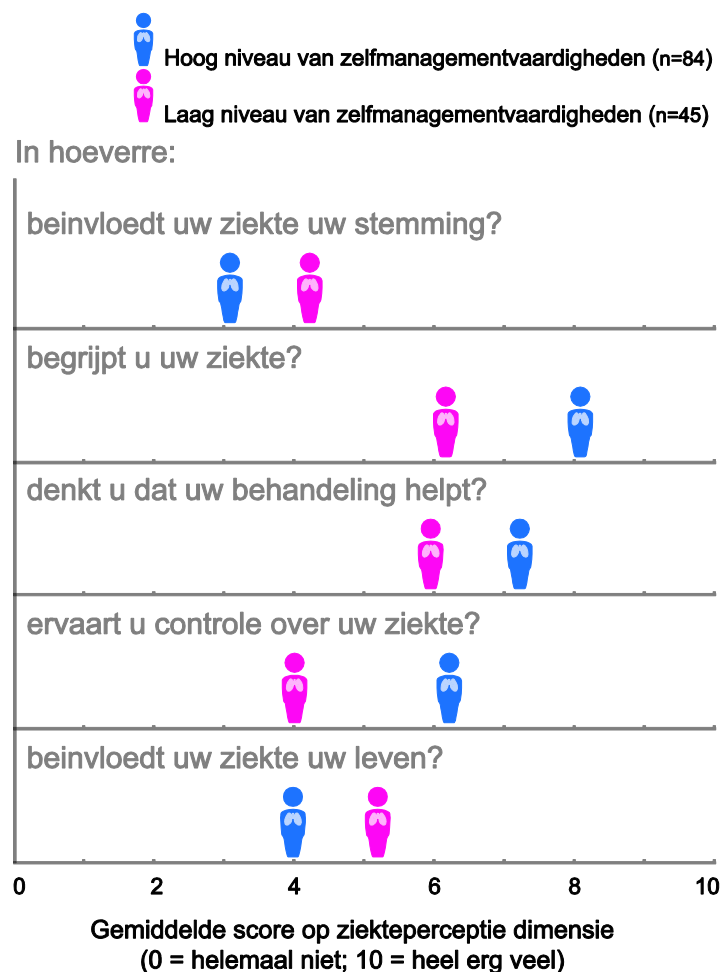 Hoog niveau van zelfmanagementvaardigheden (n=84)
Laag niveau van zelfmanagementvaardigheden (n=45)
In hoeverre:
beinvloedt uw ziekte uw stemming?
begrijpt u uw ziekte?
denkt u dat uw behandeling helpt?
ervaart u controle over uw ziekte?
beinvloedt uw ziekte uw leven?
0 2 4 6 8 10
Gemiddelde score op ziekteperceptie dimensie
(0 = helemaal niet; 10 = heel erg veel)